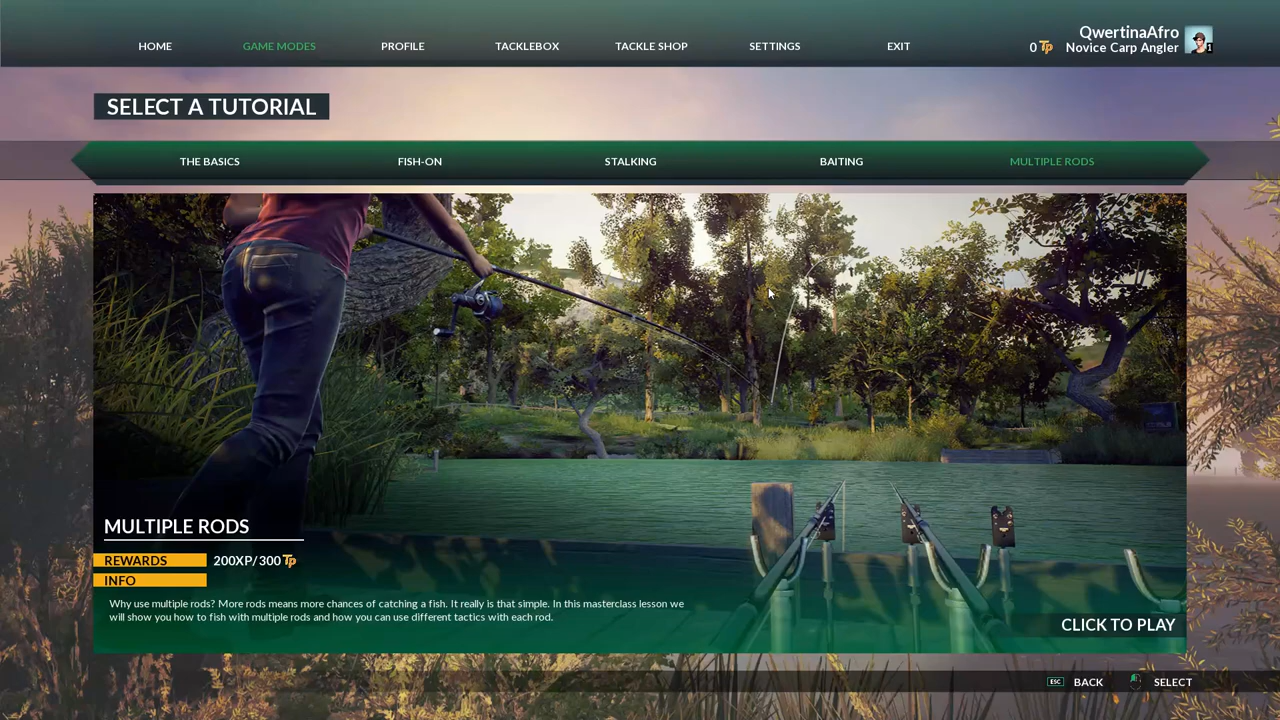 HOME GAME MODES PROFILE TACKLEBOX TACKLE SHOP SETTINGS EXIT
QwertinaAfro
0 Tp Novice Carp Angler 1
SELECT A TUTORIAL
THE BASICS FISH-ON STALKING BAITING MULTIPLE RODS
MULTIPLE RODS
REWARDS 200XP/300 Tp
INFO
Why use multiple rods? More rods means more chances of catching a fish. It really is that simple. In this masterclass lesson we
will show you how to fish with multiple rods and how you can use different tactics with each rod.
CLICK TO PLAY
ESC BACK SELECT